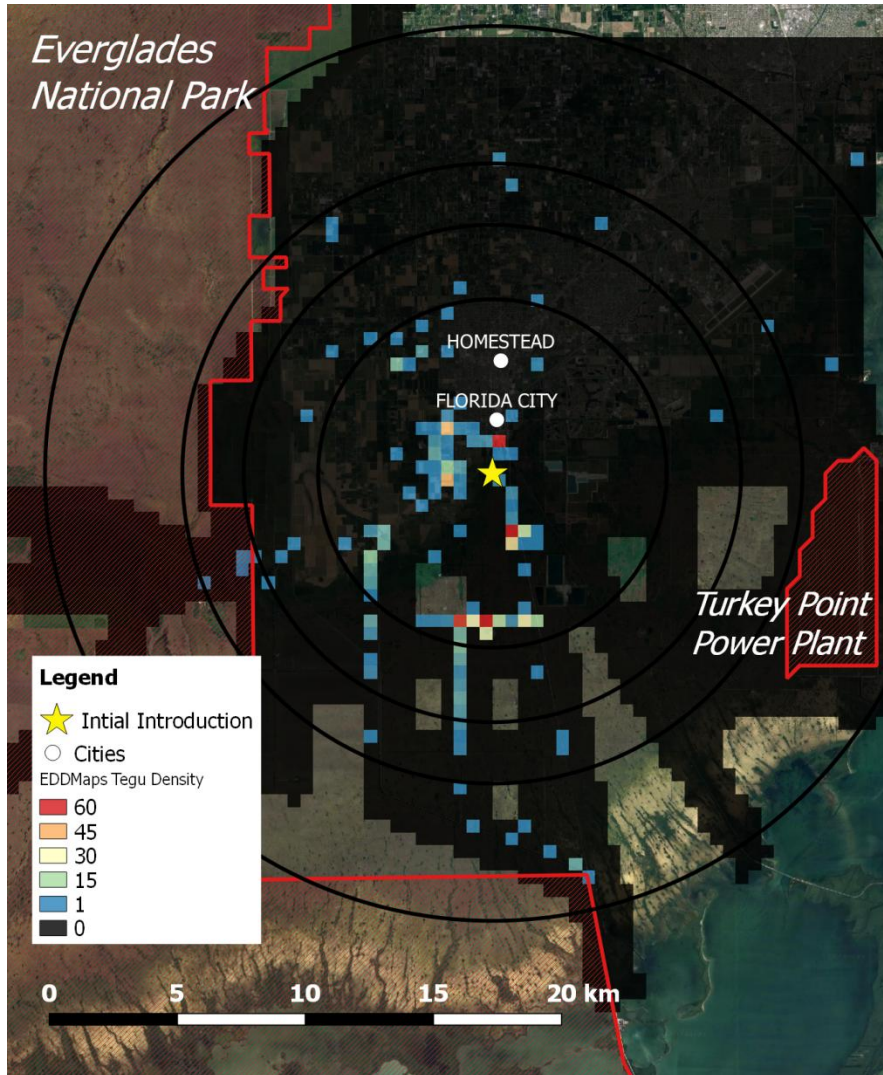 Everglades
National Park
HOMESTEAD
FLORIDA CITY
Turkey Point
Power Plant
Legend
Intial Introduction
Cities
EDDMaps Tegu Density
60
45
30
15
1
0
0 5 10 15 20 km